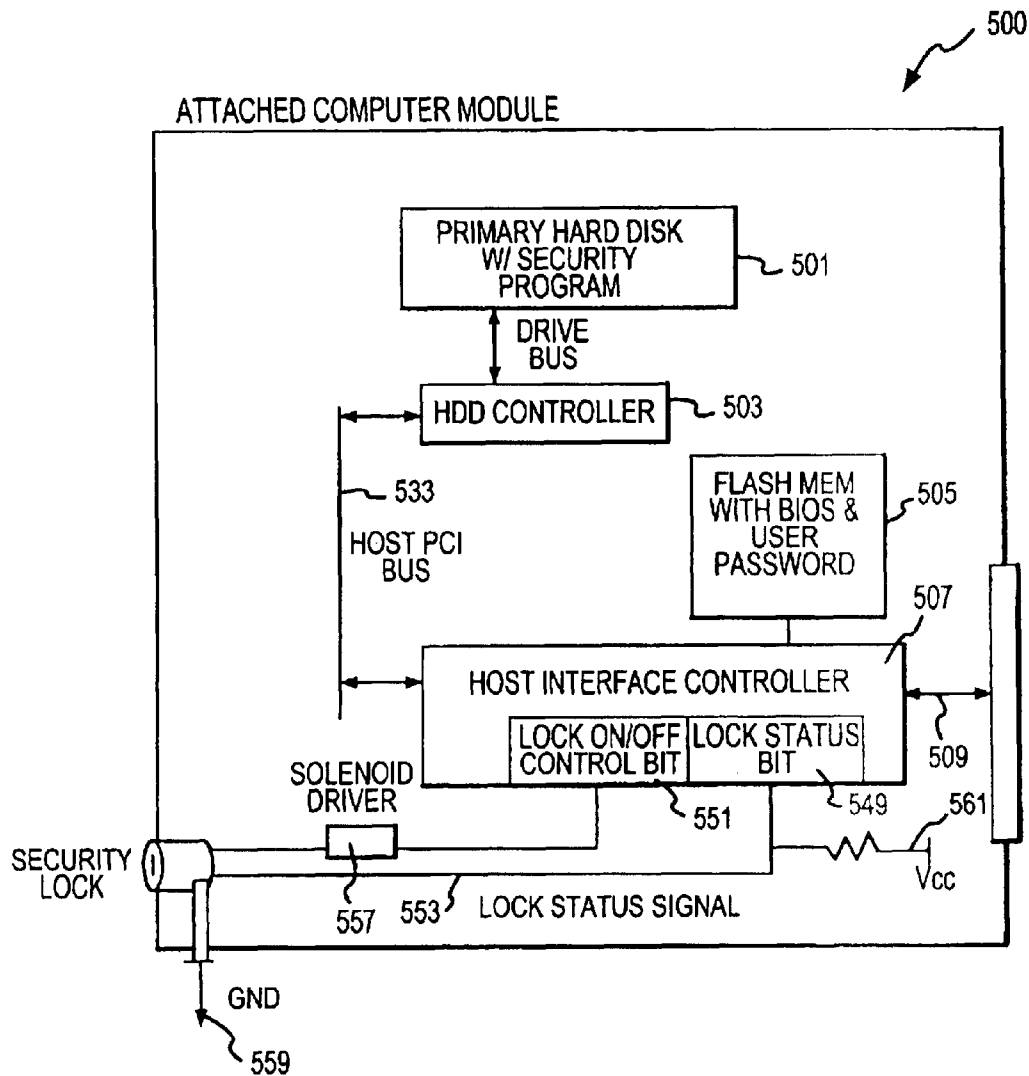 500
ATTACHED COMPUTER MODULE
PRIMARY HARD DISK
W/ SECURITY
PROGRAM
501
DRIVE
BUS
HDD CONTROLLER
503
533
HOST PCI
BUS
FLASH MEM
WITH BIOS &
USER
PASSWORD
505
507
HOST INTERFACE CONTROLLER
509
LOCK ON/OFF
CONTROL BIT
LOCK STATUS
BIT
551
549
561
SOLENOID
DRIVER
SECURITY
LOCK
557
553
LOCK STATUS SIGNAL
Vcc
GND
559